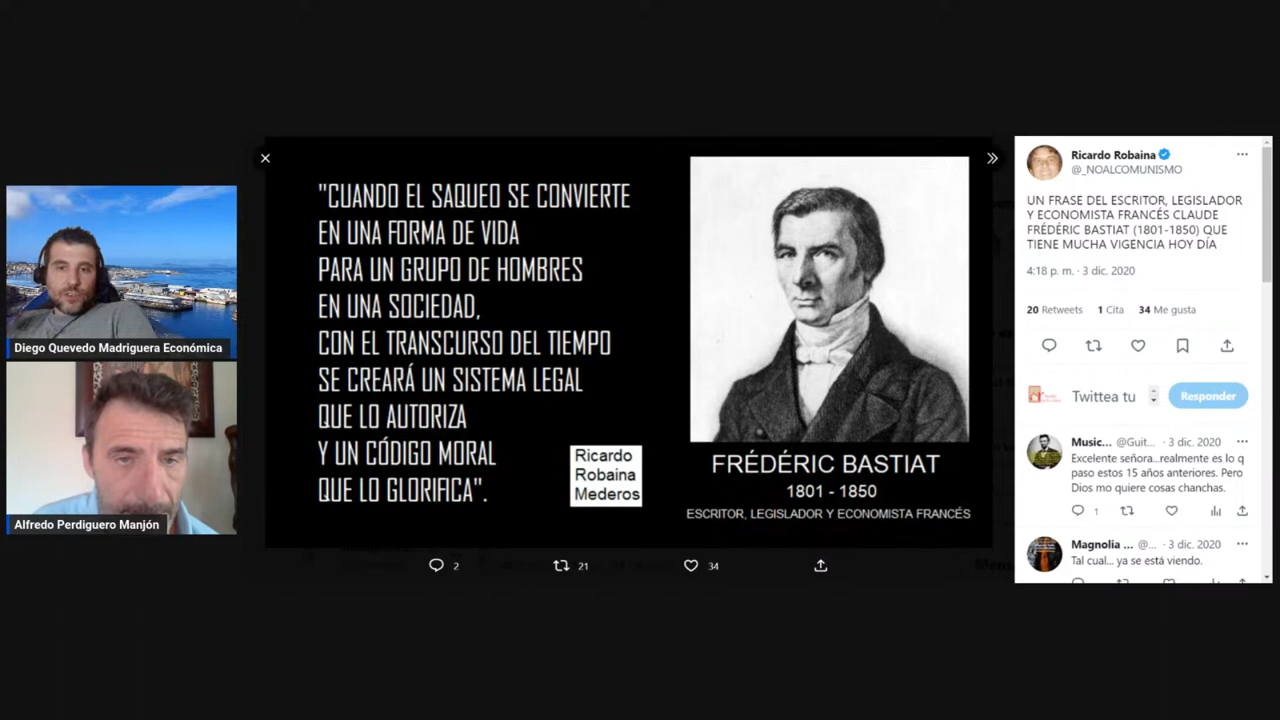 Diego Quevedo Madriguera Económica
Alfredo Perdiguero Manjón
"CUANDO EL SAQUEO SE CONVIERTE
EN UNA FORMA DE VIDA
PARA UN GRUPO DE HOMBRES
EN UNA SOCIEDAD,
CON EL TRANSCURSO DEL TIEMPO
SE CREARÁ UN SISTEMA LEGAL
QUE LO AUTORIZA
Y UN CÓDIGO MORAL
QUE LO GLORIFICA".
Ricardo
Robaina
Mederos
FRÉDÉRIC BASTIAT
1801 - 1850
ESCRITOR, LEGISLADOR Y ECONOMISTA FRANCÉS
2 21 34
Ricardo Robaina
@_NOALCOMUNISMO
UN FRASE DEL ESCRITOR, LEGISLADOR
Y ECONOMISTA FRANCÉS CLAUDE
FRÉDÉRIC BASTIAT (1801-1850) QUE
TIENE MUCHA VIGENCIA HOY DÍA
4:18 p. m. · 3 dic. 2020
20 Retweets 1 Cita 34 Me gusta
Twittea tu Responder
Music... @Guit... · 3 dic. 2020
Excelente señora...realmente es lo q
paso estos 15 años anteriores. Pero
Dios mo quiere cosas chanchas.
1
Magnolia ... @... · 3 dic. 2020
Tal cual... ya se está viendo.